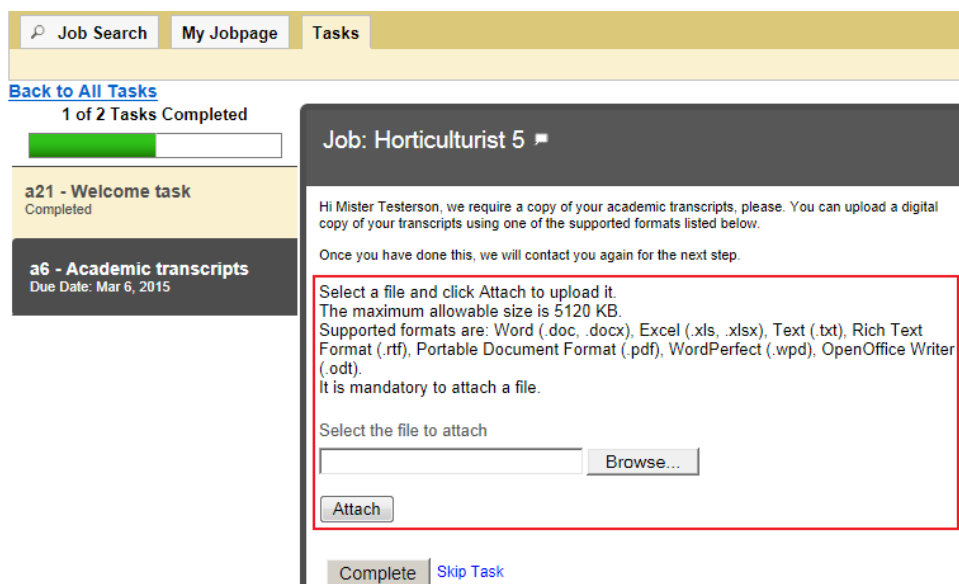 Job Search
My Jobpage
Tasks
Back to All Tasks
1 of 2 Tasks Completed
a21 - Welcome task
Completed
a6 - Academic transcripts
Due Date: Mar 6, 2015
Job: Horticulturist 5
Hi Mister Testerson, we require a copy of your academic transcripts, please. You can upload a digital
copy of your transcripts using one of the supported formats listed below.
Once you have done this, we will contact you again for the next step.
Select a file and click Attach to upload it.
The maximum allowable size is 5120 KB.
Supported formats are: Word (.doc, .docx), Excel (.xls, .xlsx), Text (.txt), Rich Text
Format (.rtf), Portable Document Format (.pdf), WordPerfect (.wpd), OpenOffice Writer
(.odt).
It is mandatory to attach a file.
Select the file to attach
Browse...
Attach
Complete Skip Task